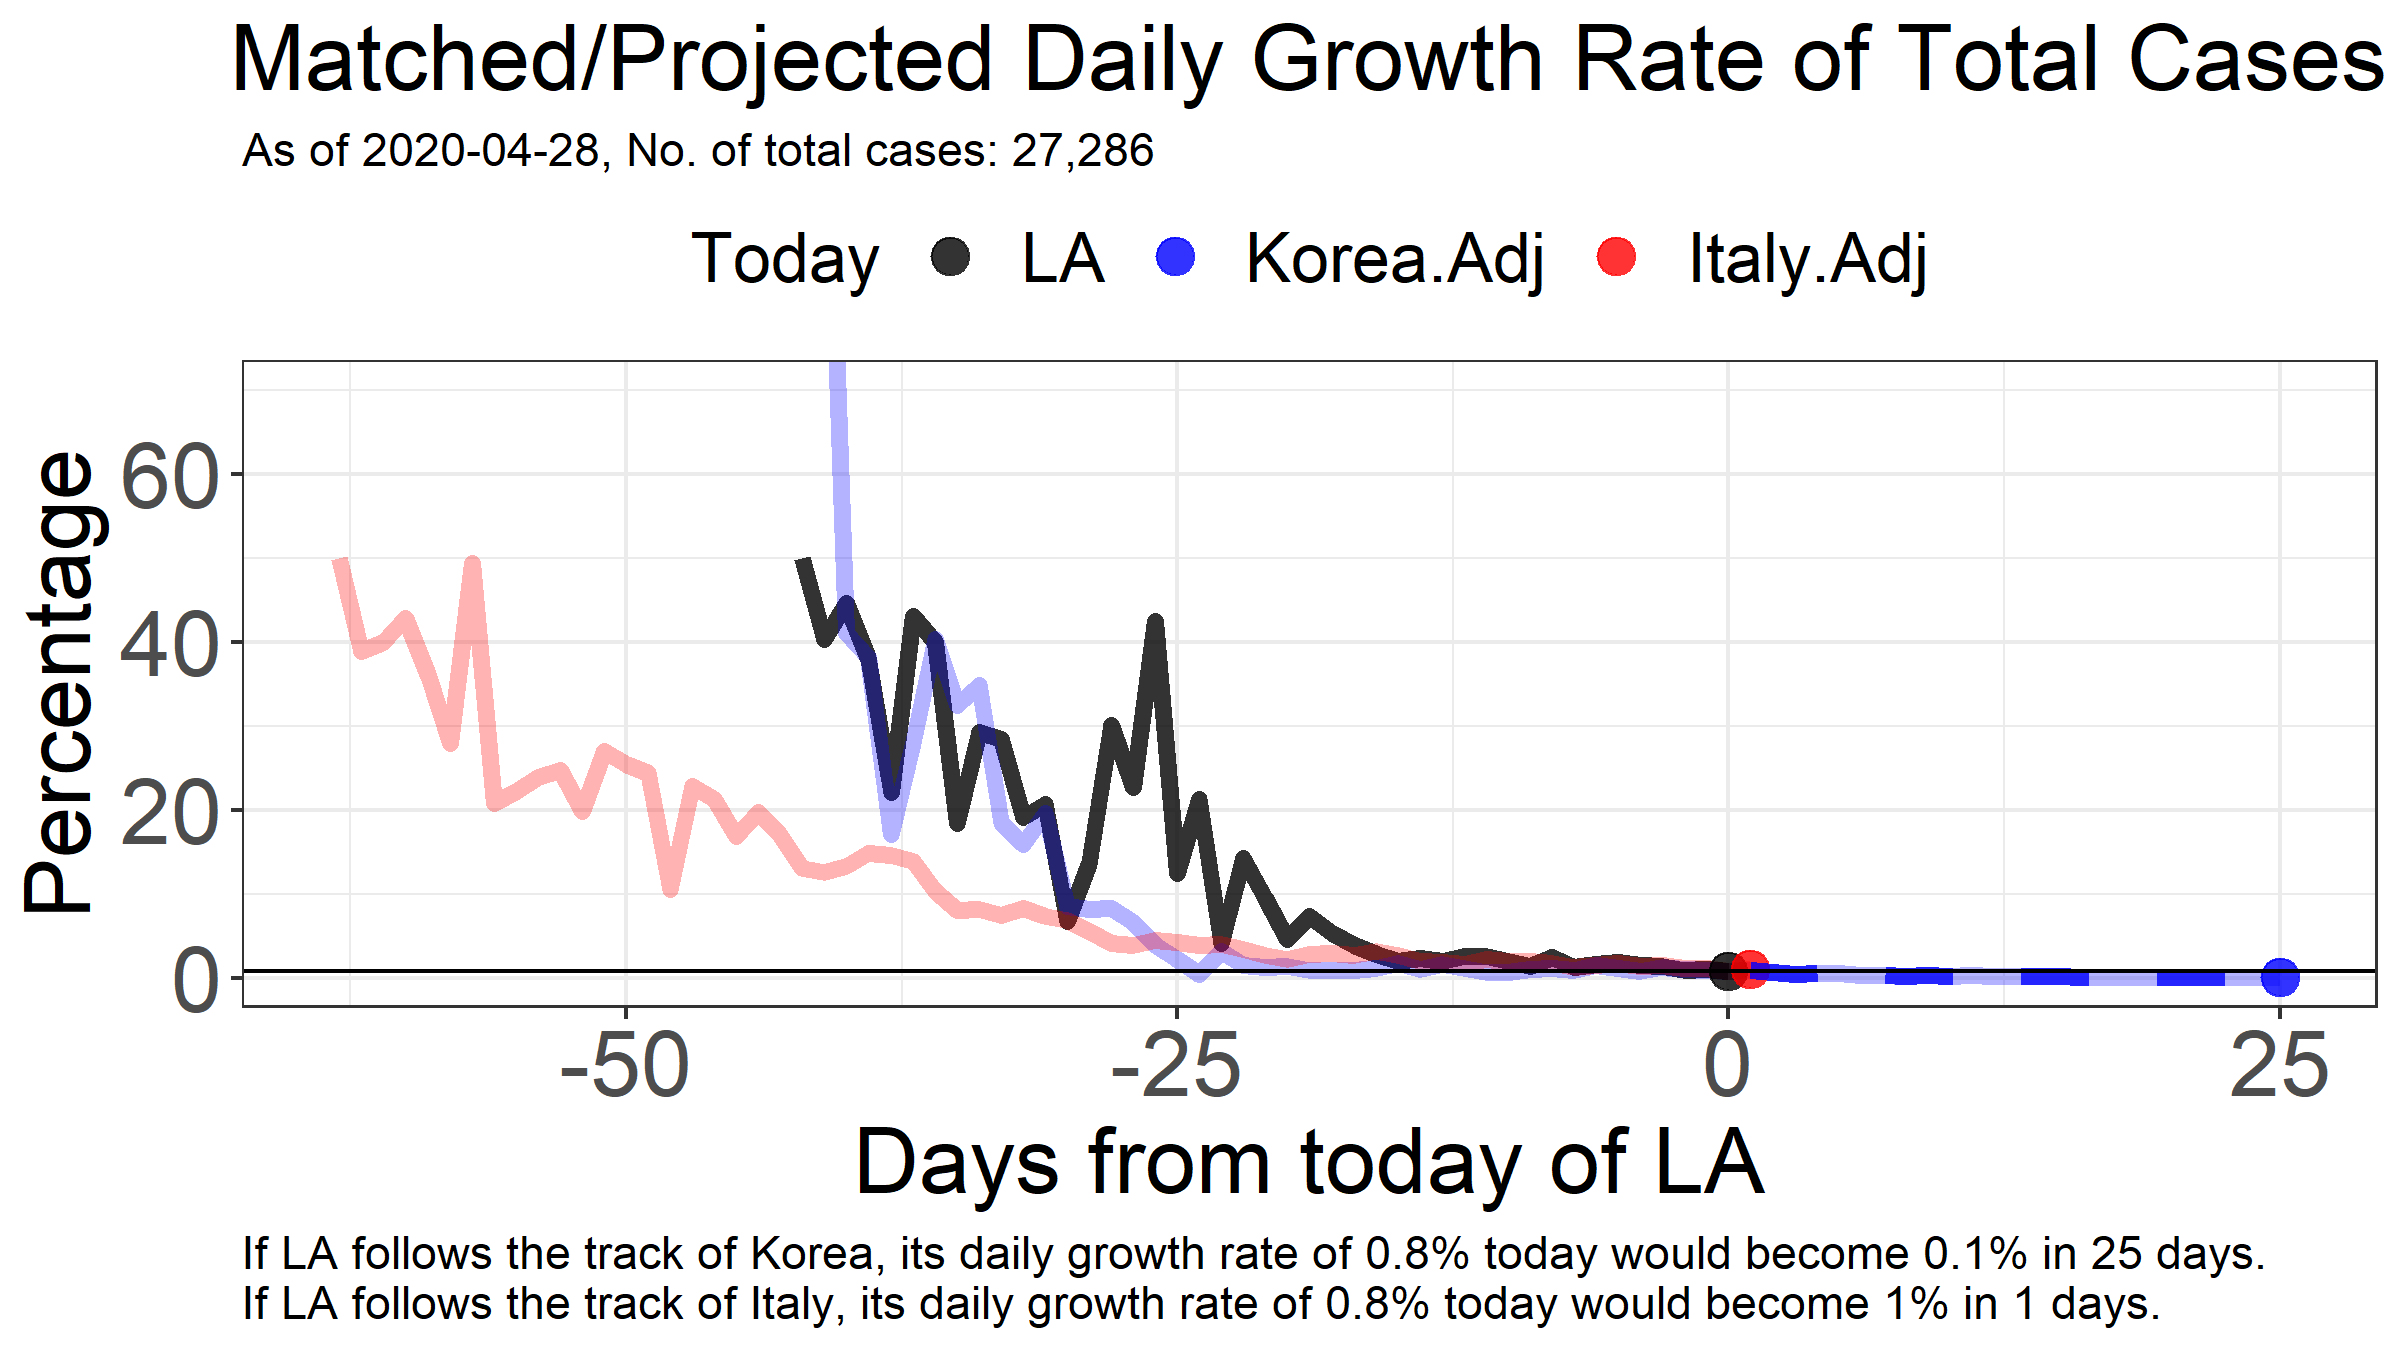 Matched/Projected Daily Growth Rate of Total Cases
As of 2020-04-28, No. of total cases: 27,286
Today LA Korea.Adj Italy.Adj
Percentage
60
40
20
0
-50 -25 0 25
Days from today of LA
If LA follows the track of Korea, its daily growth rate of 0.8% today would become 0.1% in 25 days.
If LA follows the track of Italy, its daily growth rate of 0.8% today would become 1% in 1 days.